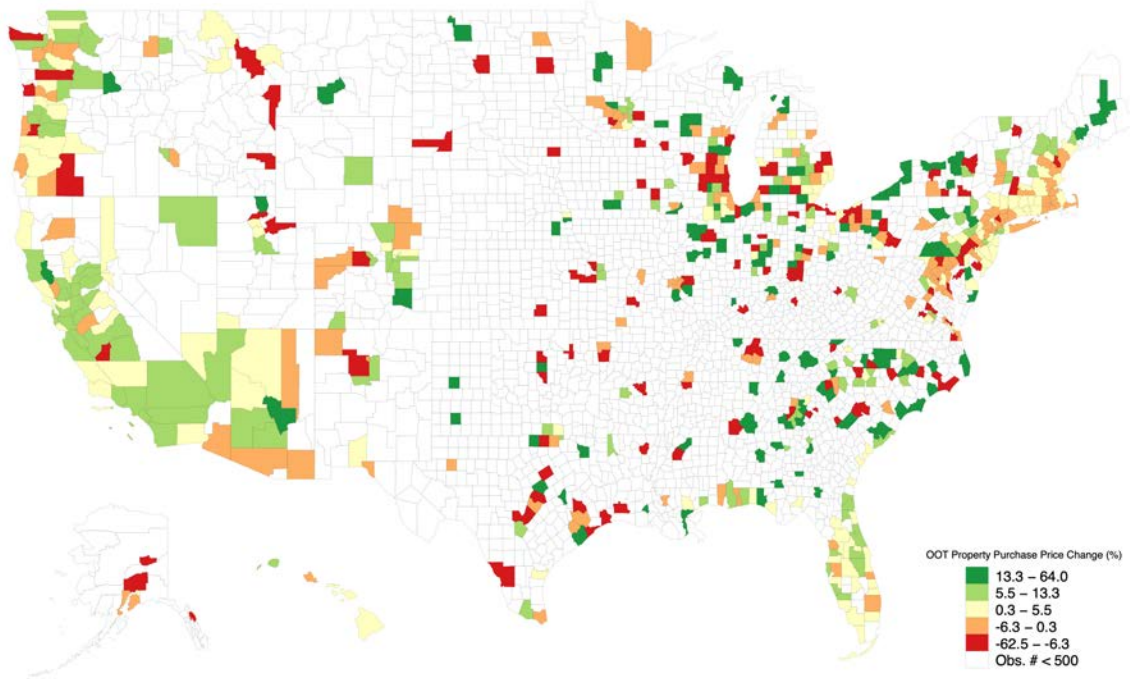 OOT Property Purchase Price Change (%)
13.3 – 64.0
5.5 – 13.3
0.3 – 5.5
-6.3 – 0.3
-62.5 – -6.3
Obs. # < 500